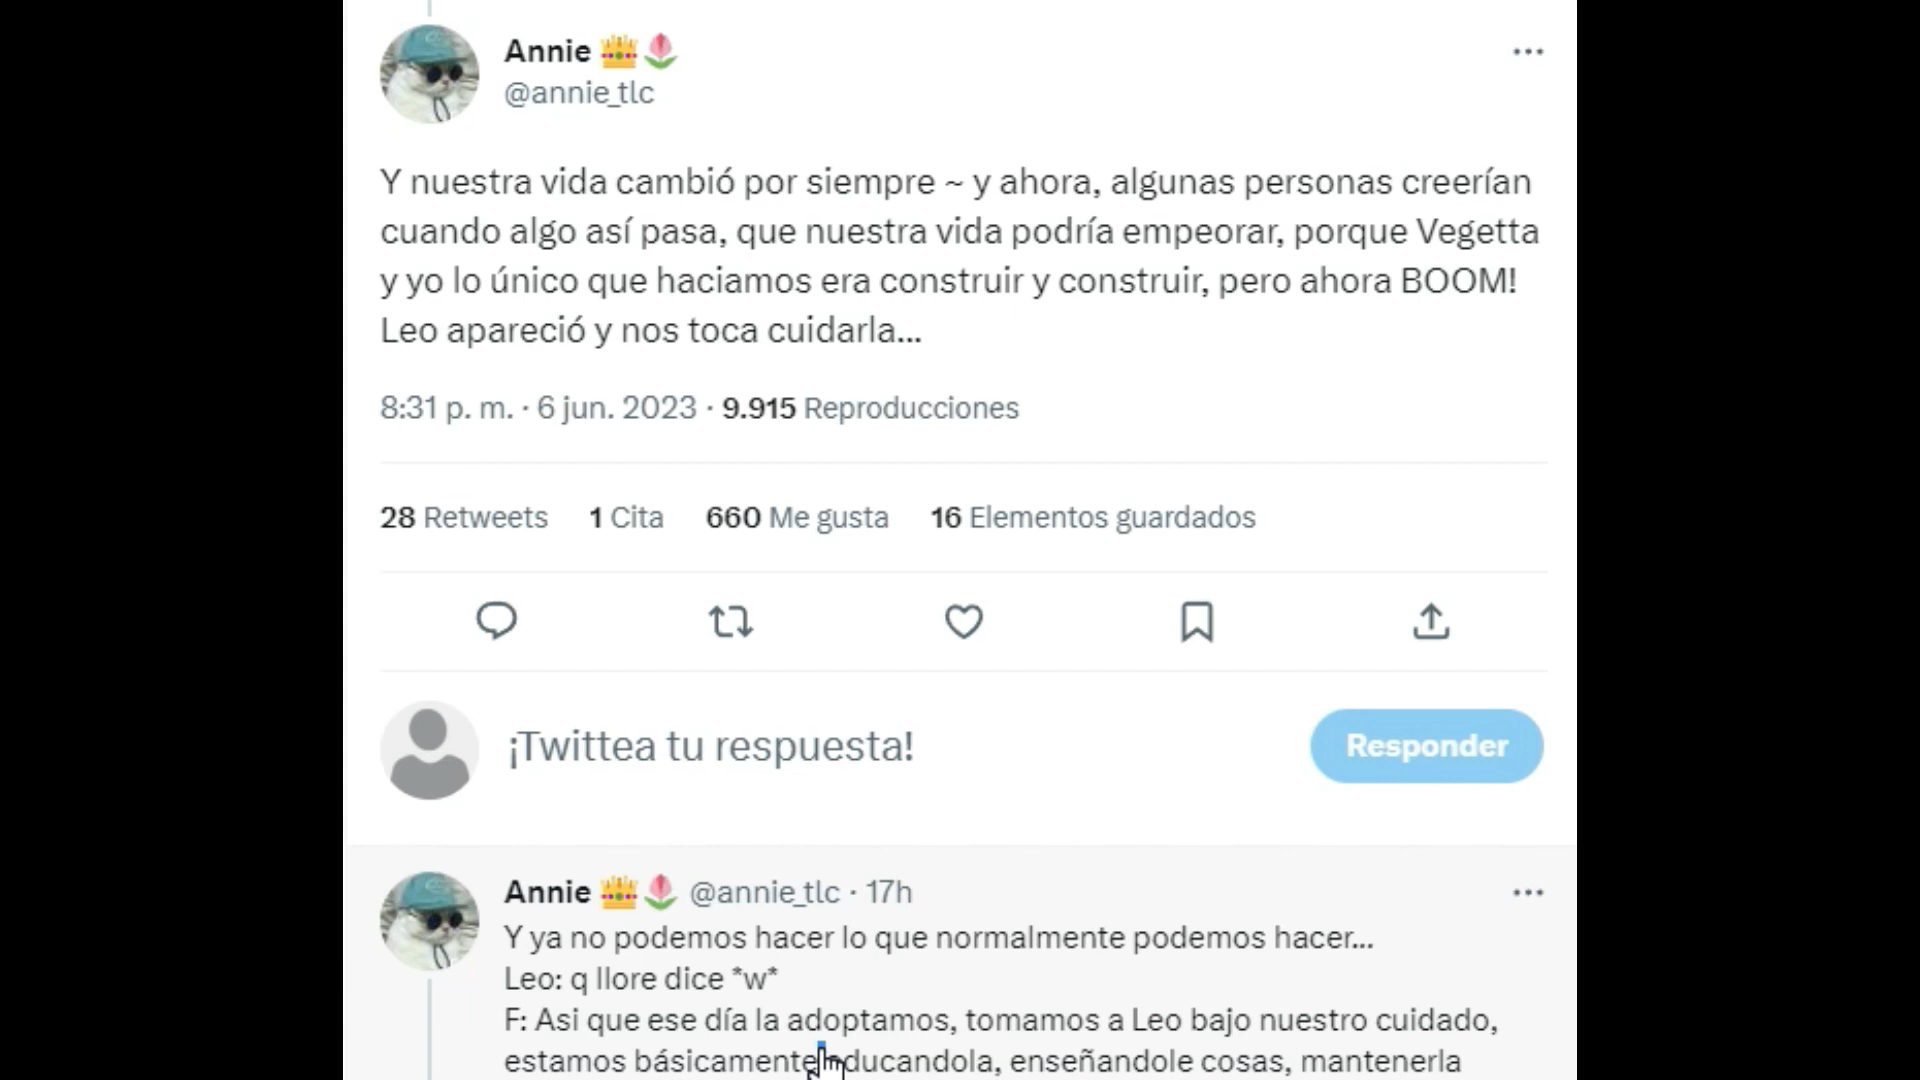 Annie 👑🌷
@annie_tlc
Y nuestra vida cambió por siempre ~ y ahora, algunas personas creerían
cuando algo así pasa, que nuestra vida podría empeorar, porque Vegetta
y yo lo único que haciamos era construir y construir, pero ahora BOOM!
Leo apareció y nos toca cuidarla...
8:31 p. m. · 6 jun. 2023 · 9.915 Reproducciones
28 Retweets 1 Cita 660 Me gusta 16 Elementos guardados
¡Twittea tu respuesta!
Responder
Annie 👑🌷 @annie_tlc · 17h
Y ya no podemos hacer lo que normalmente podemos hacer...
Leo: q llore dice *w*
F: Asi que ese día la adoptamos, tomamos a Leo bajo nuestro cuidado,
estamos básicamente educandola, enseñandole cosas, mantenerla